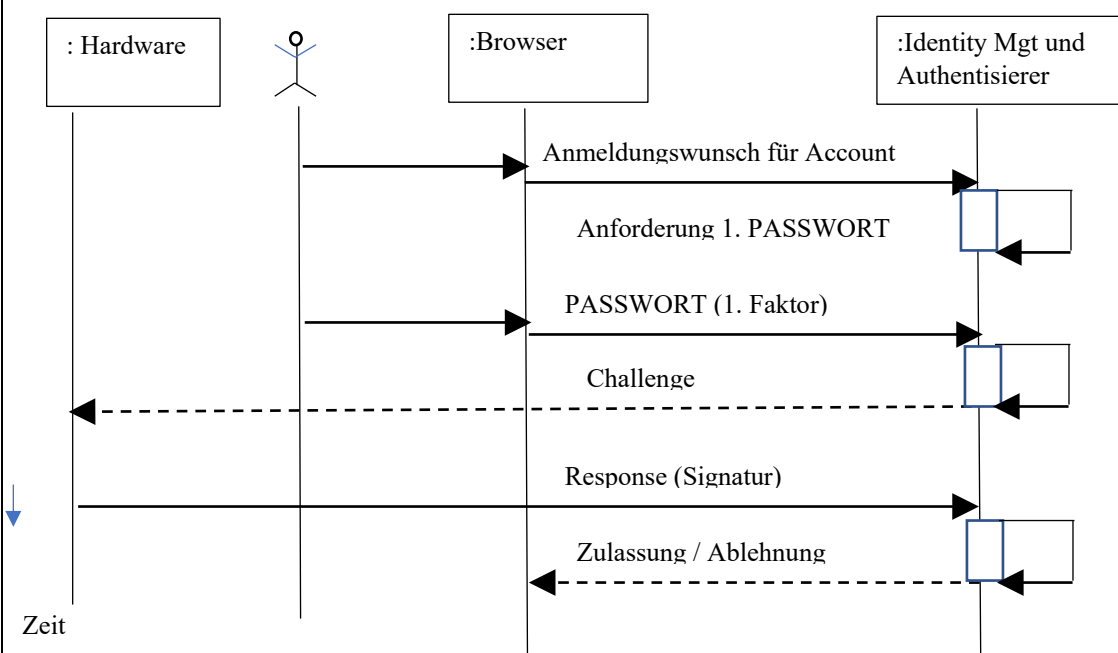 : Hardware
:Browser
:Identity Mgt und
Authentisierer
Anmeldungswunsch für Account
Anforderung 1. PASSWORT
PASSWORT (1. Faktor)
Challenge
Response (Signatur)
Zulassung / Ablehnung
Zeit